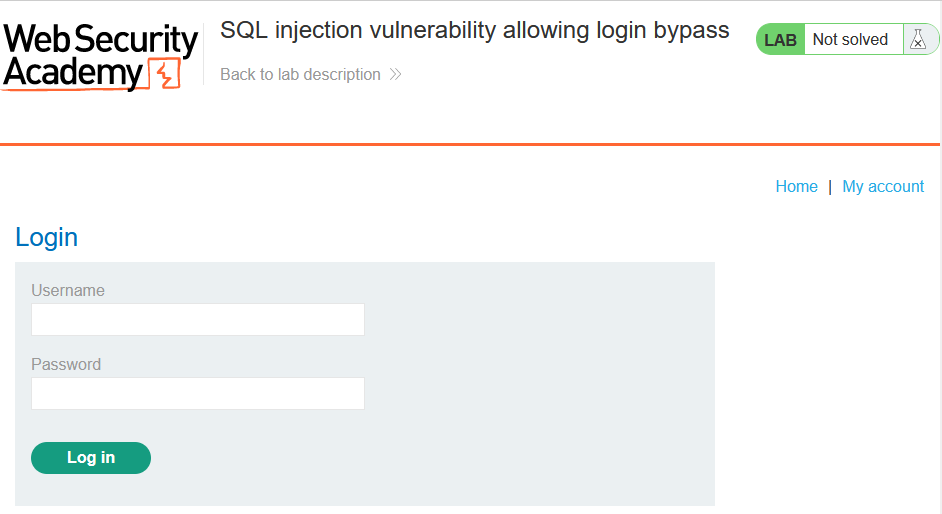 Web Security
Academy
SQL injection vulnerability allowing login bypass
Back to lab description
LAB Not solved
Home | My account
Login
Username
Password
Log in